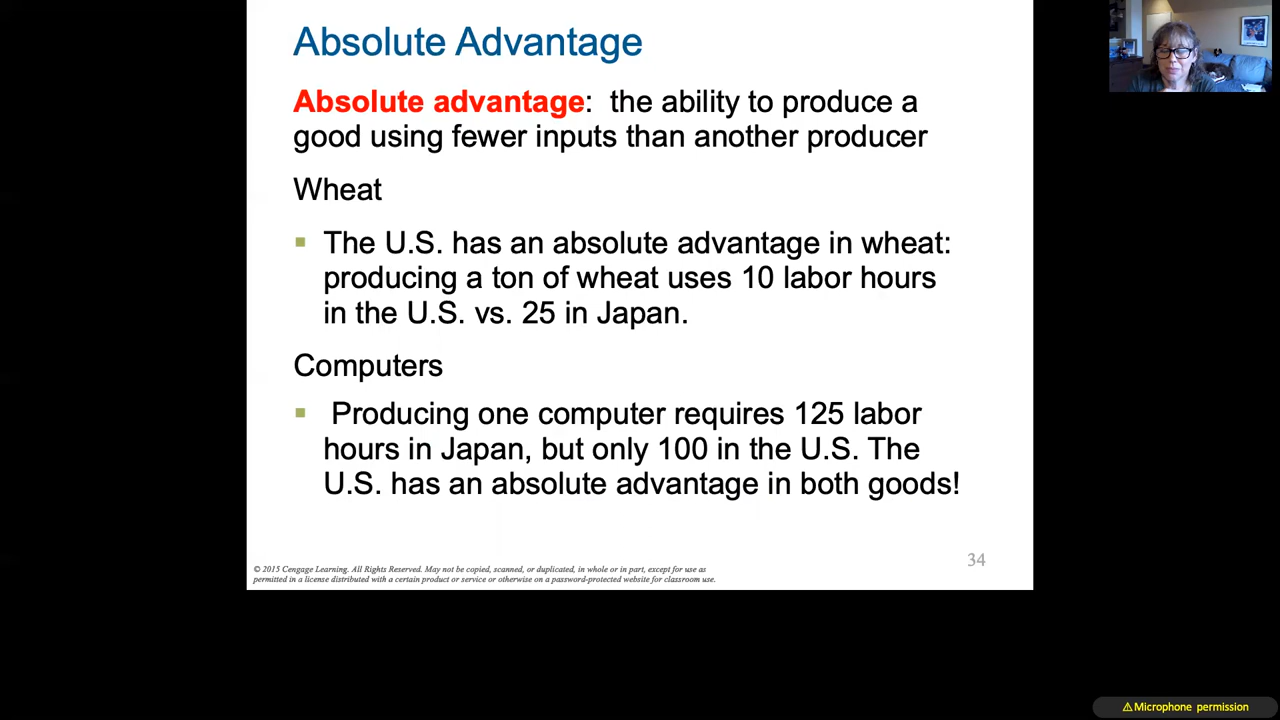 Absolute Advantage
Absolute advantage: the ability to produce a
good using fewer inputs than another producer
Wheat
The U.S. has an absolute advantage in wheat:
producing a ton of wheat uses 10 labor hours
in the U.S. vs. 25 in Japan.
Computers
Producing one computer requires 125 labor
hours in Japan, but only 100 in the U.S. The
U.S. has an absolute advantage in both goods!
34
© 2015 Cengage Learning. All Rights Reserved. May not be copied, scanned, or duplicated, in whole or in part, except for use as
permitted in a license distributed with a certain product or service or otherwise on a password-protected website for classroom use.
⚠Microphone permission